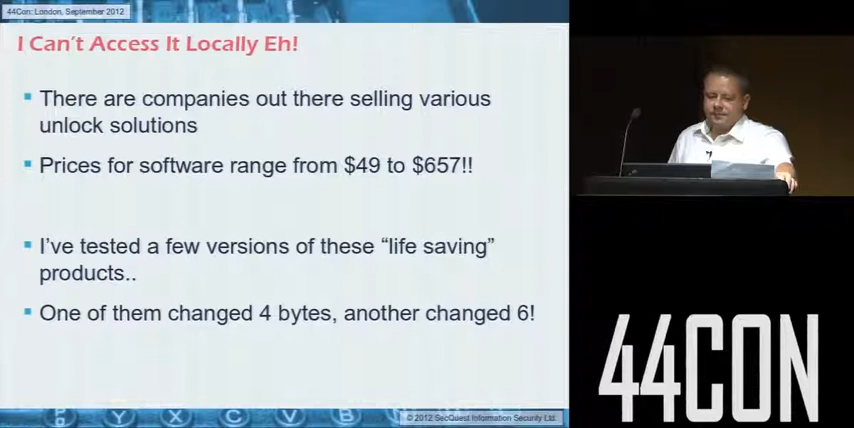 44Con: London, September 2012
I Can't Access It Locally Eh!
There are companies out there selling various
unlock solutions
Prices for software range from $49 to $657!!
I've tested a few versions of these “life saving”
products..
One of them changed 4 bytes, another changed 6!
Y X C V B
© 2012 SecQuest Information Security Ltd.
44CON